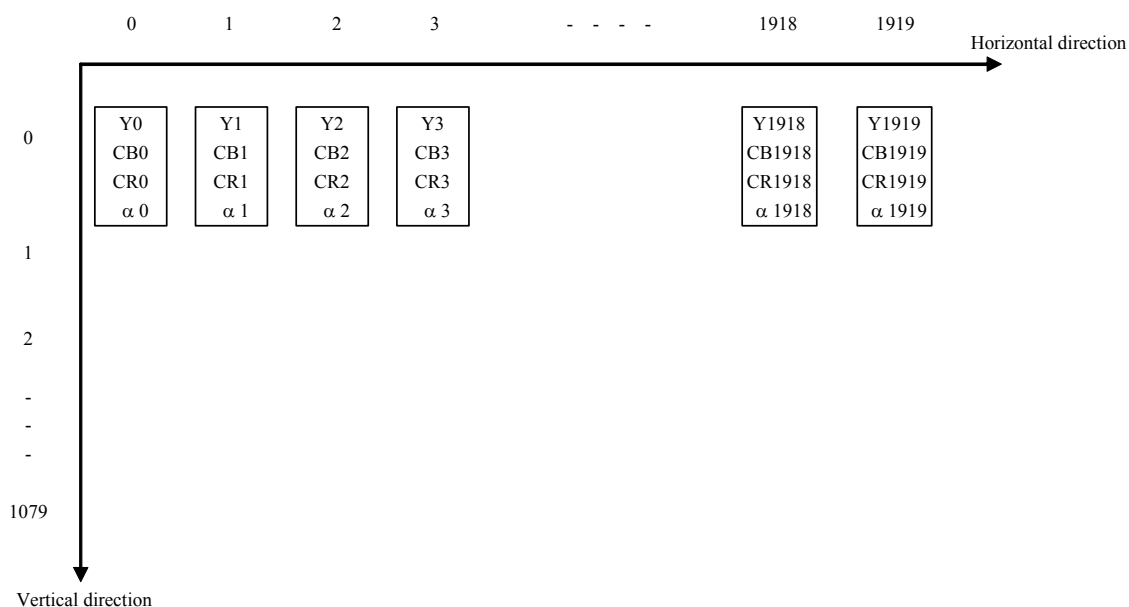 0 1 2 3 - - - - 1918 1919
Horizontal direction
0
Y0 Y1 Y2 Y3 Y1918 Y1919
CB0 CB1 CB2 CB3 CB1918 CB1919
CR0 CR1 CR2 CR3 CR1918 CR1919
α 0 α 1 α 2 α 3 α 1918 α 1919
1
2
-
-
-
1079
Vertical direction